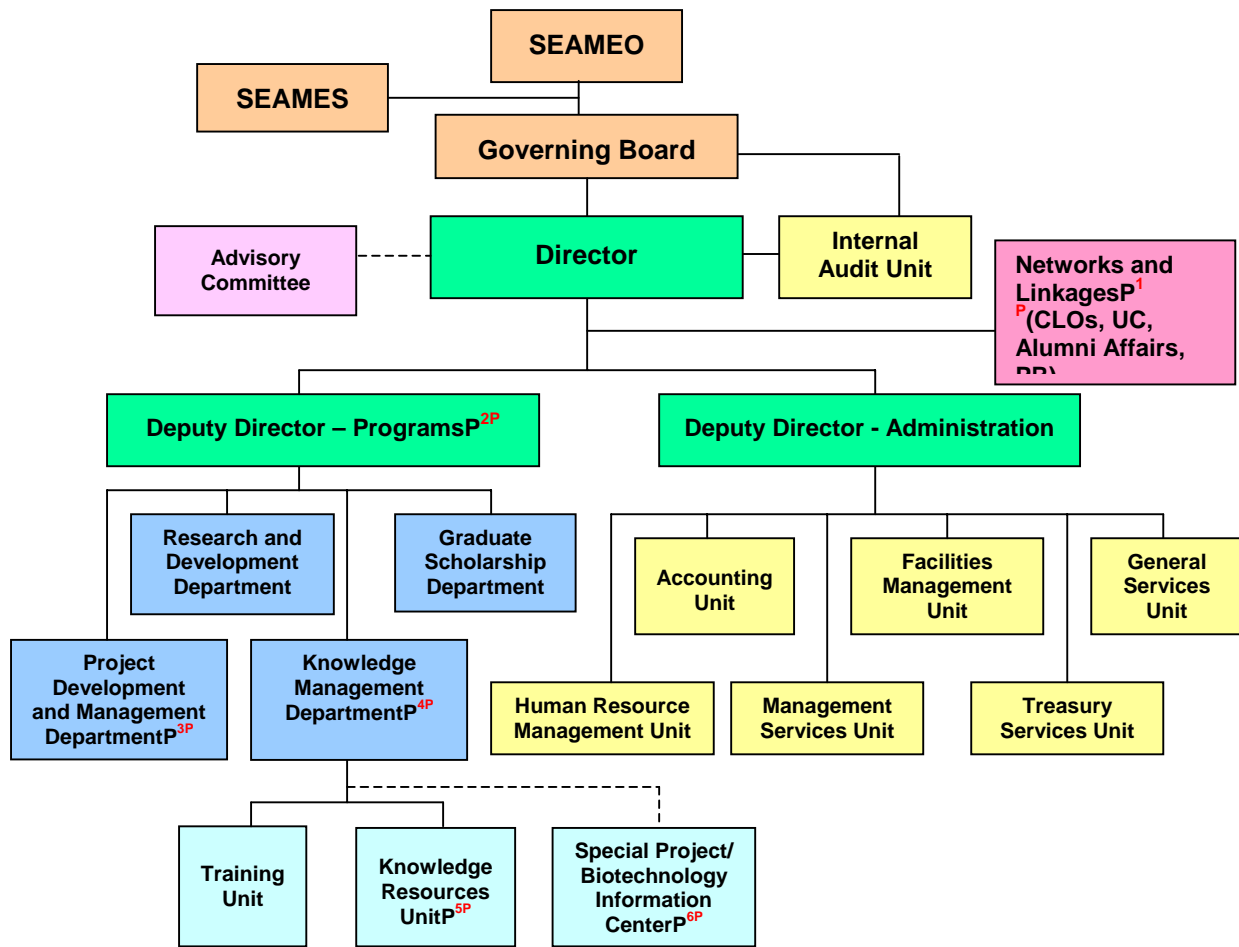 SEAMEO
SEAMES
Governing Board
Advisory
Committee
Director
Internal
Audit Unit
Networks and
LinkagesP1
P(CLOs, UC,
Alumni Affairs,
Deputy Director – ProgramsP2P
Deputy Director - Administration
Research and
Development
Department
Graduate
Scholarship
Department
Accounting
Unit
Facilities
Management
Unit
General
Services
Unit
Project
Development
and Management
DepartmentP3P
Knowledge
Management
DepartmentP4P
Human Resource
Management Unit
Management
Services Unit
Treasury
Services Unit
Training
Unit
Knowledge
Resources
UnitP5P
Special Project/
Biotechnology
Information
CenterP6P